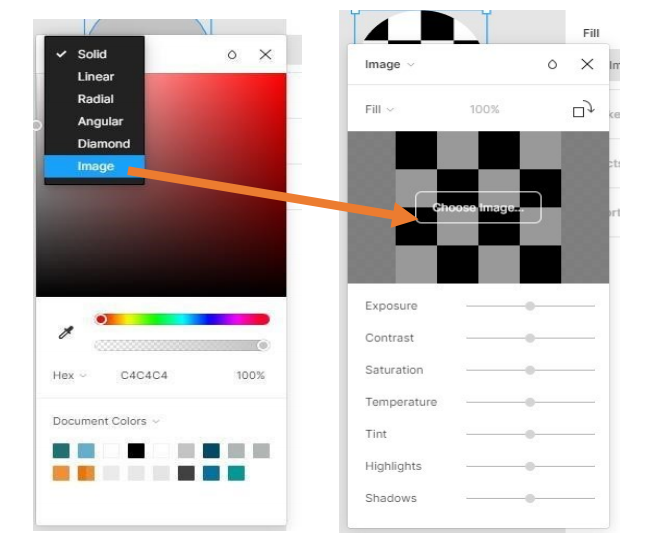 Solid
Linear
Radial
Angular
Diamond
Image
Hex C4C4C4 100%
Document Colors
Fill
Image
Fill 100%
Choose Image...
Exposure
Contrast
Saturation
Temperature
Tint
Highlights
Shadows